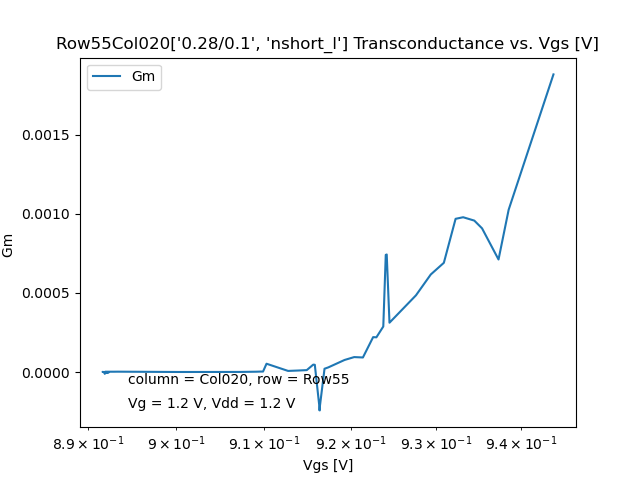 Row55Col020['0.28/0.1', 'nshort_l'] Transconductance vs. Vgs [V]
Gm
0.0015
0.0010
Gm
0.0005
0.0000
column = Col020, row = Row55
Vg = 1.2 V, Vdd = 1.2 V
8.9 × 10⁻¹ 9 × 10⁻¹ 9.1 × 10⁻¹ 9.2 × 10⁻¹ 9.3 × 10⁻¹ 9.4 × 10⁻¹
Vgs [V]